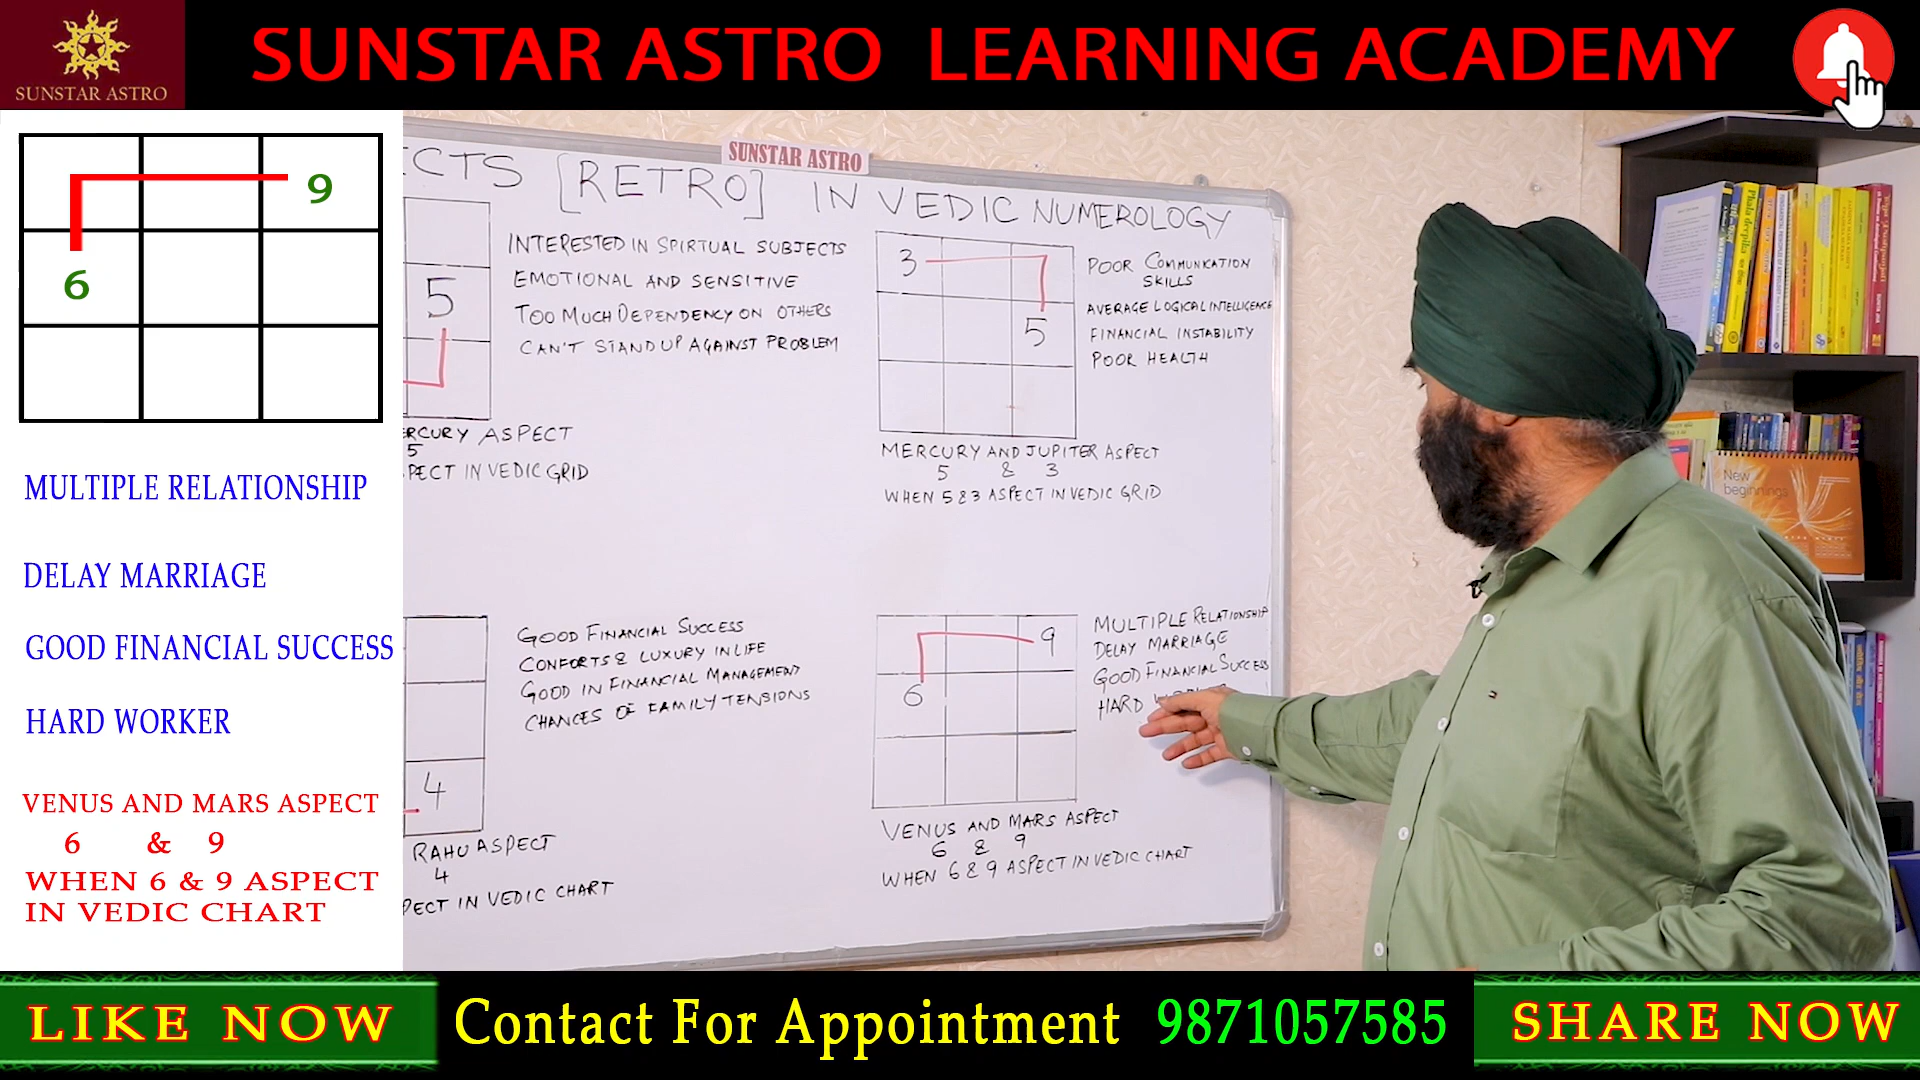 SUNSTAR ASTRO LEARNING ACADEMY
SUNSTAR ASTRO
9
6
MULTIPLE RELATIONSHIP
DELAY MARRIAGE
GOOD FINANCIAL SUCCESS
HARD WORKER
VENUS AND MARS ASPECT
6 & 9
WHEN 6 & 9 ASPECT
IN VEDIC CHART
SUNSTAR ASTRO
ECTS [RETRO] IN VEDIC NUMEROLOGY
5
INTERESTED IN SPIRTUAL SUBJECTS
EMOTIONAL AND SENSITIVE
TOO MUCH DEPENDENCY ON OTHERS
CAN'T STAND UP AGAINST PROBLEM
ERCURY ASPECT
5
PECT IN VEDIC GRID
3
5
POOR COMMUNICATION
SKILLS
AVERAGE LOGICAL INTELLIGENCE
FINANCIAL INSTABILITY
POOR HEALTH
MERCURY AND JUPITER ASPECT
5 & 3
WHEN 5 & 3 ASPECT IN VEDIC GRID
4
GOOD FINANCIAL SUCCESS
CONFORTS & LUXURY IN LIFE
GOOD IN FINANCIAL MANAGEMENT
CHANCES OF FAMILY TENSIONS
RAHU ASPECT
4
PECT IN VEDIC CHART
9
6
MULTIPLE RELATIONSHIP
DELAY MARRIAGE
GOOD FINANCIAL SUCCESS
HARD
VENUS AND MARS ASPECT
6 & 9
WHEN 6 & 9 ASPECT IN VEDIC CHART
New
beginnings
LIKE NOW
Contact For Appointment 9871057585
SHARE NOW